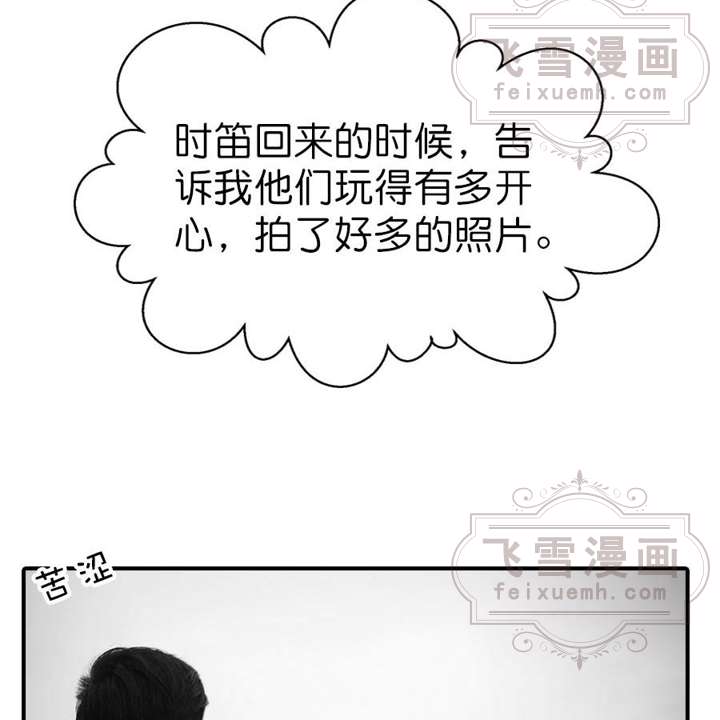 飞雪漫画
feixuemh.com
时笛回来的时候，告
诉我他们玩得有多开
心，拍了好多的照片。
飞雪漫画
feixuemh.com
苦涩